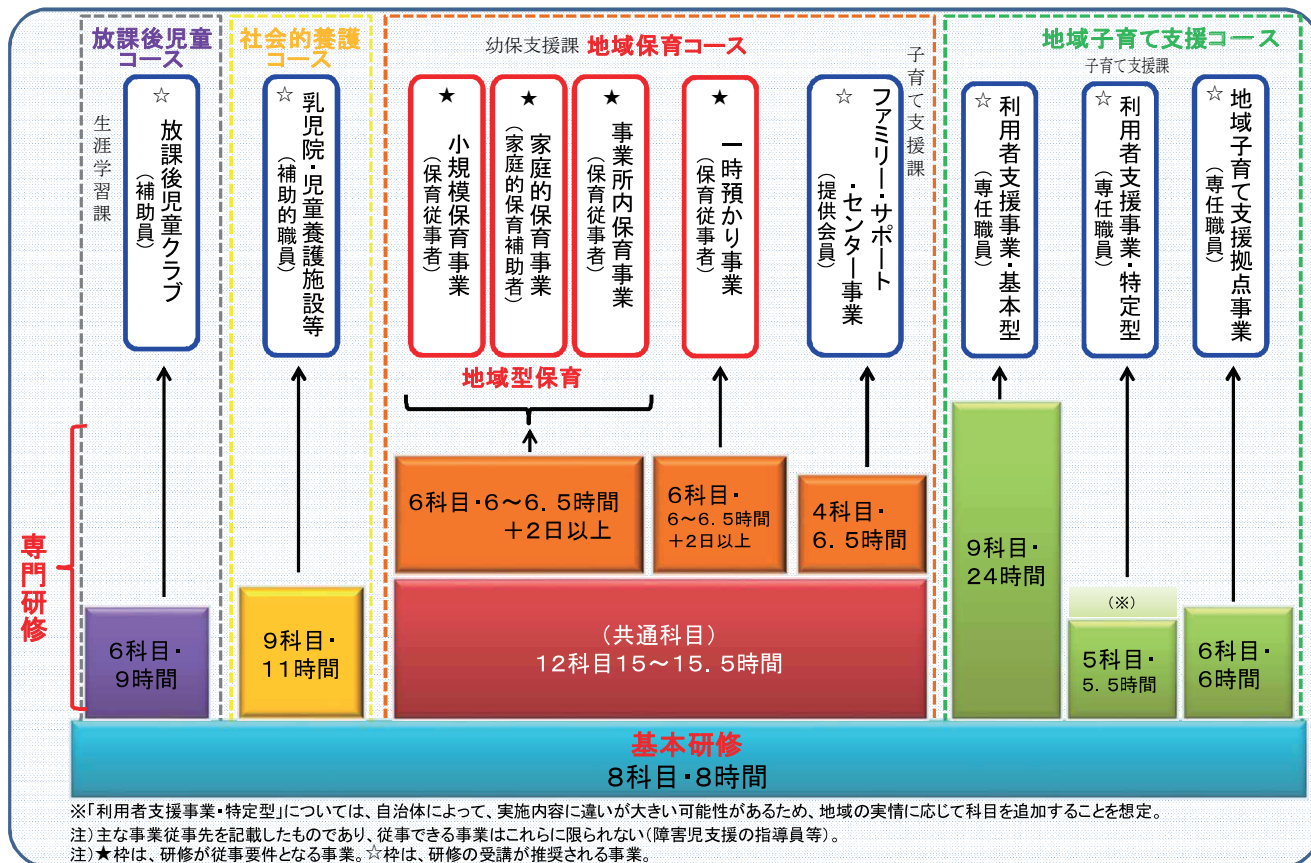 放課後児童
コース
生涯学習課
☆ 放課後児童クラブ
(補助員)
社会的養護
コース
☆ 乳児院・児童養護施設等
(補助的職員)
幼保支援課 地域保育コース
★ 小規模保育事業
(保育従事者)
★ 家庭的保育事業
(家庭的保育補助者)
★ 事業所内保育事業
(保育従事者)
地域型保育
★ 一時預かり事業
(保育従事者)
子育て支援課
☆ ファミリー・サポート
・センター事業
(提供会員)
地域子育て支援コース
子育て支援課
☆ 利用者支援事業・基本型
(専任職員)
☆ 利用者支援事業・特定型
(専任職員)
☆ 地域子育て支援拠点事業
(専任職員)
専門研修
6科目・
9時間
9科目・
11時間
6科目・6~6.5時間
+2日以上
6科目・
6~6.5時間
+2日以上
4科目・
6.5時間
(共通科目)
12科目15~15.5時間
9科目・
24時間
(※)
5科目・
5.5時間
6科目・
6時間
基本研修
8科目・8時間
※「利用者支援事業・特定型」については、自治体によって、実施内容に違いが大きい可能性があるため、地域の実情に応じて科目を追加することを想定。
注)主な事業従事先を記載したものであり、従事できる事業はこれらに限られない(障害児支援の指導員等)。
注)★枠は、研修が従事要件となる事業。☆枠は、研修の受講が推奨される事業。